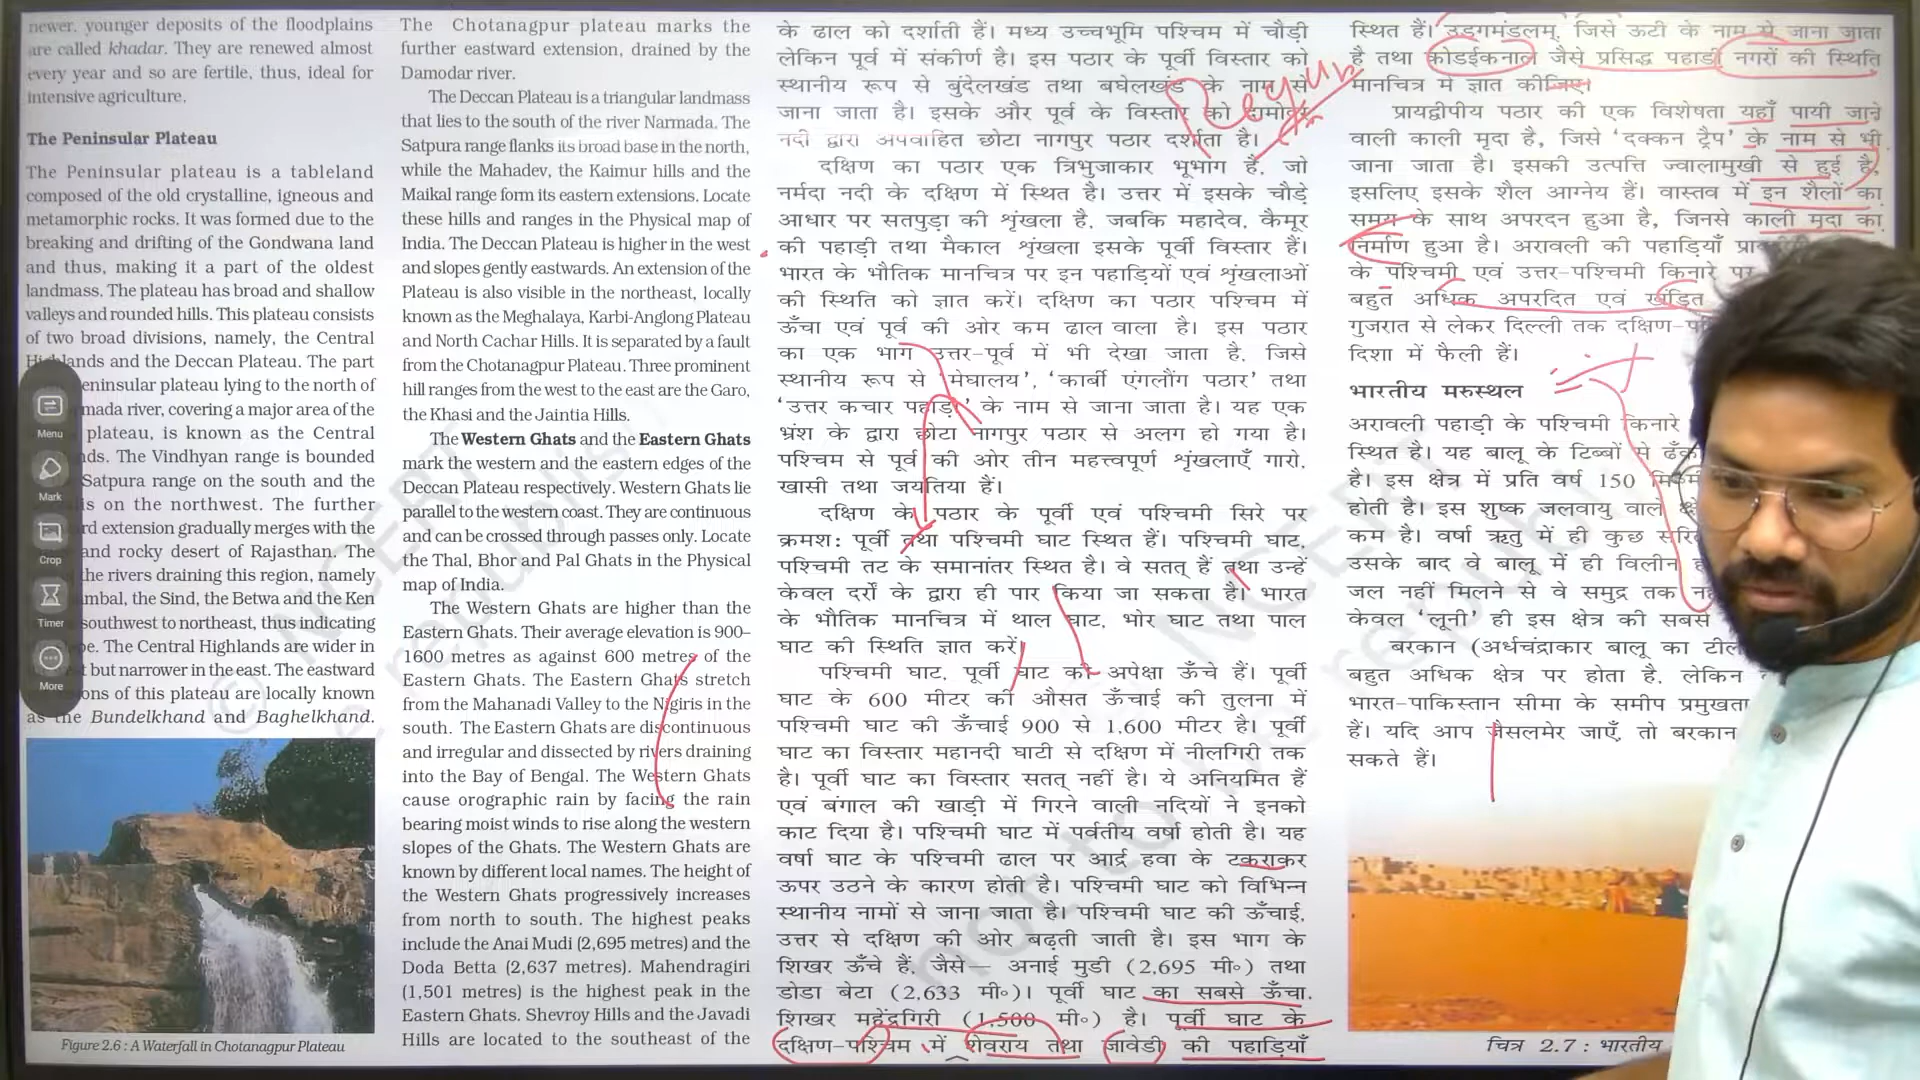 newer, younger deposits of the floodplains
are called khadar. They are renewed almost
every year and so are fertile, thus, ideal for
intensive agriculture.
The Peninsular Plateau
The Peninsular plateau is a tableland
composed of the old crystalline, igneous and
metamorphic rocks. It was formed due to the
breaking and drifting of the Gondwana land
and thus, making it a part of the oldest
landmass. The plateau has broad and shallow
valleys and rounded hills. This plateau consists
of two broad divisions, namely, the Central
Highlands and the Deccan Plateau. The part
eninsular plateau lying to the north of
mada river, covering a major area of the
plateau, is known as the Central
ds. The Vindhyan range is bounded
Satpura range on the south and the
is on the northwest. The further
rd extension gradually merges with the
and rocky desert of Rajasthan. The
the rivers draining this region, namely
mbal, the Sind, the Betwa and the Ken
southwest to northeast, thus indicating
pe. The Central Highlands are wider in
but narrower in the east. The eastward
ons of this plateau are locally known
as the Bundelkhand and Baghelkhand.
Menu
Mark
Crop
Timer
More
Figure 2.6 : A Waterfall in Chotanagpur Plateau
The Chotanagpur plateau marks the
further eastward extension, drained by the
Damodar river.
The Deccan Plateau is a triangular landmass
that lies to the south of the river Narmada. The
Satpura range flanks its broad base in the north,
while the Mahadev, the Kaimur hills and the
Maikal range form its eastern extensions. Locate
these hills and ranges in the Physical map of
India. The Deccan Plateau is higher in the west
and slopes gently eastwards. An extension of the
Plateau is also visible in the northeast, locally
known as the Meghalaya, Karbi-Anglong Plateau
and North Cachar Hills. It is separated by a fault
from the Chotanagpur Plateau. Three prominent
hill ranges from the west to the east are the Garo,
the Khasi and the Jaintia Hills.
The Western Ghats and the Eastern Ghats
mark the western and the eastern edges of the
Deccan Plateau respectively. Western Ghats lie
parallel to the western coast. They are continuous
and can be crossed through passes only. Locate
the Thal, Bhor and Pal Ghats in the Physical
map of India.
The Western Ghats are higher than the
Eastern Ghats. Their average elevation is 900–
1600 metres as against 600 metres of the
Eastern Ghats. The Eastern Ghats stretch
from the Mahanadi Valley to the Nigiris in the
south. The Eastern Ghats are discontinuous
and irregular and dissected by rivers draining
into the Bay of Bengal. The Western Ghats
cause orographic rain by facing the rain
bearing moist winds to rise along the western
slopes of the Ghats. The Western Ghats are
known by different local names. The height of
the Western Ghats progressively increases
from north to south. The highest peaks
include the Anai Mudi (2,695 metres) and the
Doda Betta (2,637 metres). Mahendragiri
(1,501 metres) is the highest peak in the
Eastern Ghats. Shevroy Hills and the Javadi
Hills are located to the southeast of the
के ढाल को दर्शाती हैं। मध्य उच्चभूमि पश्चिम में चौड़ी
लेकिन पूर्व में संकीर्ण है। इस पठार के पूर्वी विस्तार को
स्थानीय रूप से बुंदेलखंड तथा बघेलखंड के नाम से
जाना जाता है। इसके और पूर्व के विस्तार को दामोदर
नदी द्वारा अपवाहित छोटा नागपुर पठार दर्शाता है।
दक्षिण का पठार एक त्रिभुजाकार भूभाग है, जो
नर्मदा नदी के दक्षिण में स्थित है। उत्तर में इसके चौड़े
आधार पर सतपुड़ा की शृंखला है, जबकि महादेव, कैमूर
की पहाड़ी तथा मैकाल शृंखला इसके पूर्वी विस्तार हैं।
भारत के भौतिक मानचित्र पर इन पहाड़ियों एवं शृंखलाओं
की स्थिति को ज्ञात करें। दक्षिण का पठार पश्चिम में
ऊँचा एवं पूर्व की ओर कम ढाल वाला है। इस पठार
का एक भाग उत्तर-पूर्व में भी देखा जाता है, जिसे
स्थानीय रूप से 'मेघालय', 'कार्बी एंगलौंग पठार' तथा
'उत्तर कचार पहाड़ी' के नाम से जाना जाता है। यह एक
भ्रंश के द्वारा छोटा नागपुर पठार से अलग हो गया है।
पश्चिम से पूर्व की ओर तीन महत्त्वपूर्ण शृंखलाएँ गारो,
खासी तथा जयंतिया हैं।
दक्षिण के पठार के पूर्वी एवं पश्चिमी सिरे पर
क्रमश: पूर्वी तथा पश्चिमी घाट स्थित हैं। पश्चिमी घाट,
पश्चिमी तट के समानांतर स्थित है। वे सतत् हैं तथा उन्हें
केवल दर्रों के द्वारा ही पार किया जा सकता है। भारत
के भौतिक मानचित्र में थाल घाट, भोर घाट तथा पाल
घाट की स्थिति ज्ञात करें।
पश्चिमी घाट, पूर्वी घाट की अपेक्षा ऊँचे हैं। पूर्वी
घाट के 600 मीटर की औसत ऊँचाई की तुलना में
पश्चिमी घाट की ऊँचाई 900 से 1,600 मीटर है। पूर्वी
घाट का विस्तार महानदी घाटी से दक्षिण में नीलगिरी तक
है। पूर्वी घाट का विस्तार सतत् नहीं है। ये अनियमित हैं
एवं बंगाल की खाड़ी में गिरने वाली नदियों ने इनको
काट दिया है। पश्चिमी घाट में पर्वतीय वर्षा होती है। यह
वर्षा घाट के पश्चिमी ढाल पर आर्द्र हवा के टकराकर
ऊपर उठने के कारण होती है। पश्चिमी घाट को विभिन्न
स्थानीय नामों से जाना जाता है। पश्चिमी घाट की ऊँचाई,
उत्तर से दक्षिण की ओर बढ़ती जाती है। इस भाग के
शिखर ऊँचे हैं, जैसे— अनाई मुडी (2,695 मी॰) तथा
डोडा बेटा (2,633 मी॰)। पूर्वी घाट का सबसे ऊँचा
शिखर महेंद्रगिरी (1,500 मी॰) है। पूर्वी घाट के
दक्षिण-पश्चिम में शेवराय तथा जावेडी की पहाड़ियाँ
स्थित हैं। उडगमंडलम्, जिसे ऊटी के नाम से जाना जाता
है तथा कोडईकनाल जैसे प्रसिद्ध पहाड़ी नगरों की स्थिति
मानचित्र में ज्ञात कीजिए।
प्रायद्वीपीय पठार की एक विशेषता यहाँ पायी जाने
वाली काली मृदा है, जिसे 'दक्कन ट्रैप' के नाम से भी
जाना जाता है। इसकी उत्पत्ति ज्वालामुखी से हुई है,
इसलिए इसके शैल आग्नेय हैं। वास्तव में इन शैलों का
समय के साथ अपरदन हुआ है, जिनसे काली मृदा का
निर्माण हुआ है। अरावली की पहाड़ियाँ
के पश्चिमी एवं उत्तर-पश्चिमी किनारे पर
बहुत अधिक अपरदित एवं खंडित
गुजरात से लेकर दिल्ली तक
दिशा में फैली हैं।
भारतीय मरुस्थल
अरावली पहाड़ी के पश्चिमी किनारे
स्थित है। यह बालू के टिब्बों से
है। इस क्षेत्र में प्रति वर्ष 150
होती है। इस शुष्क जलवायु वाले
कम है। वर्षा ऋतु में ही कुछ
उसके बाद वे बालू में ही विलीन
जल नहीं मिलने से वे समुद्र तक
केवल 'लूनी' ही इस क्षेत्र की सबसे
बरकान (अर्धचंद्राकार बालू का
बहुत अधिक क्षेत्र पर होता है, लेकिन
भारत-पाकिस्तान सीमा के समीप
हैं। यदि आप जैसलमेर जाएँ, तो बरकान
सकते हैं।
चित्र 2.7 : भारतीय